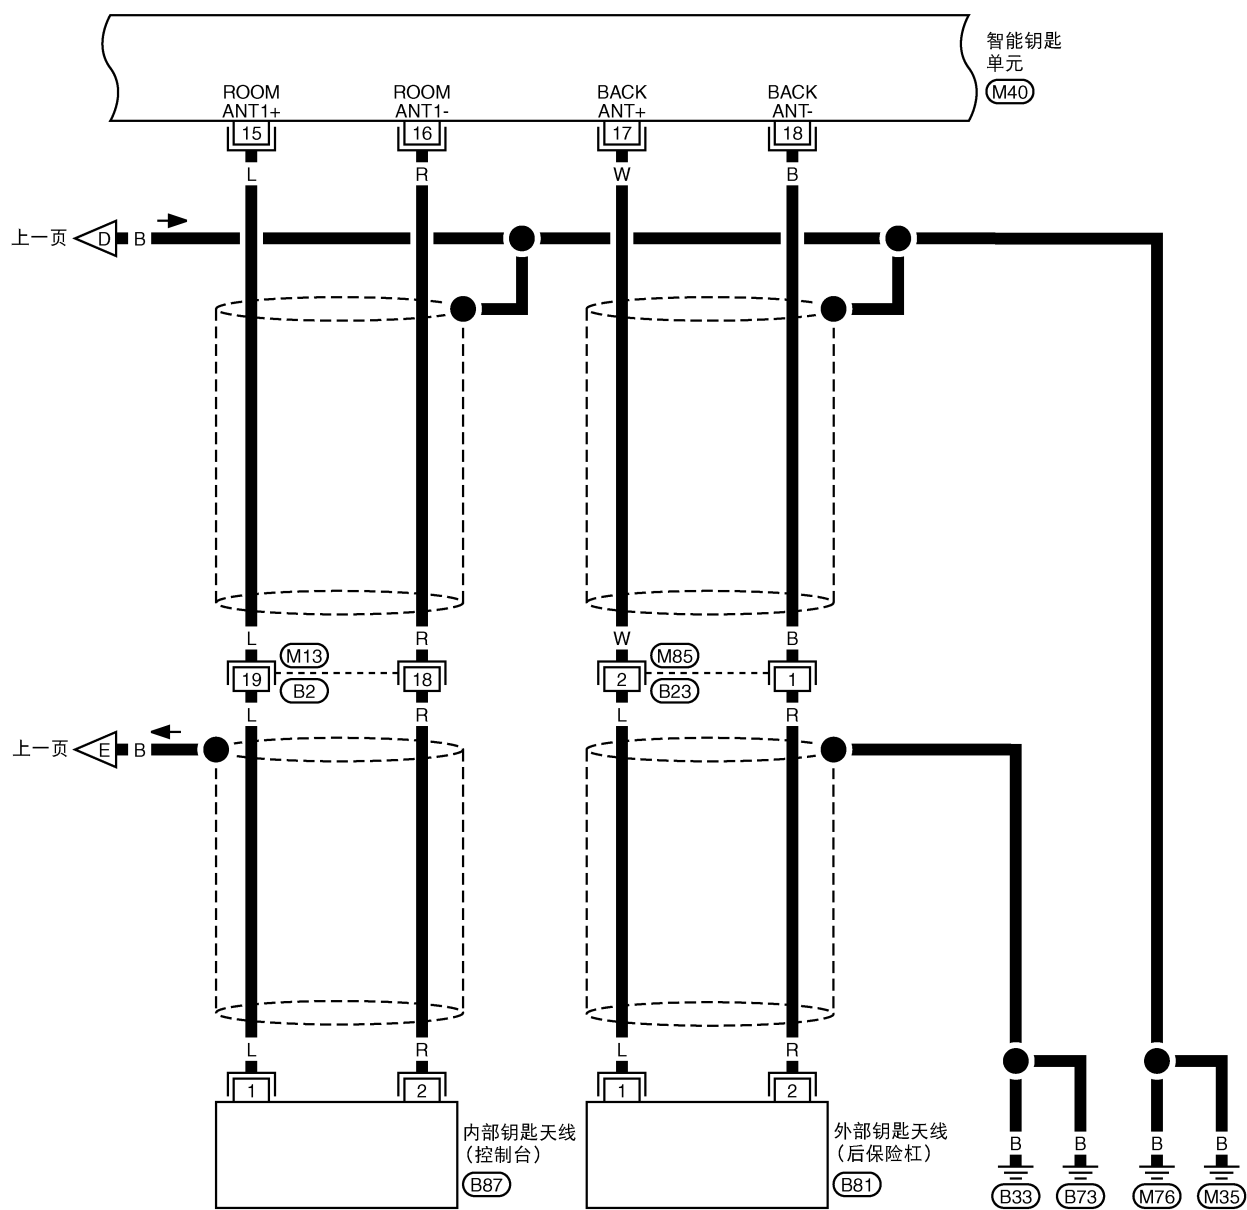 智能钥匙
单元
M40
ROOM ANT1+
ROOM ANT1-
BACK ANT+
BACK ANT-
15
16
17
18
L
R
W
B
上一页
D
B
L
R
W
B
M13
M85
19
18
2
1
B2
B23
L
R
L
R
上一页
E
B
L
R
L
R
1
2
1
2
内部钥匙天线
（控制台）
B87
外部钥匙天线
（后保险杠）
B81
B
B
B
B
B33
B73
M76
M35